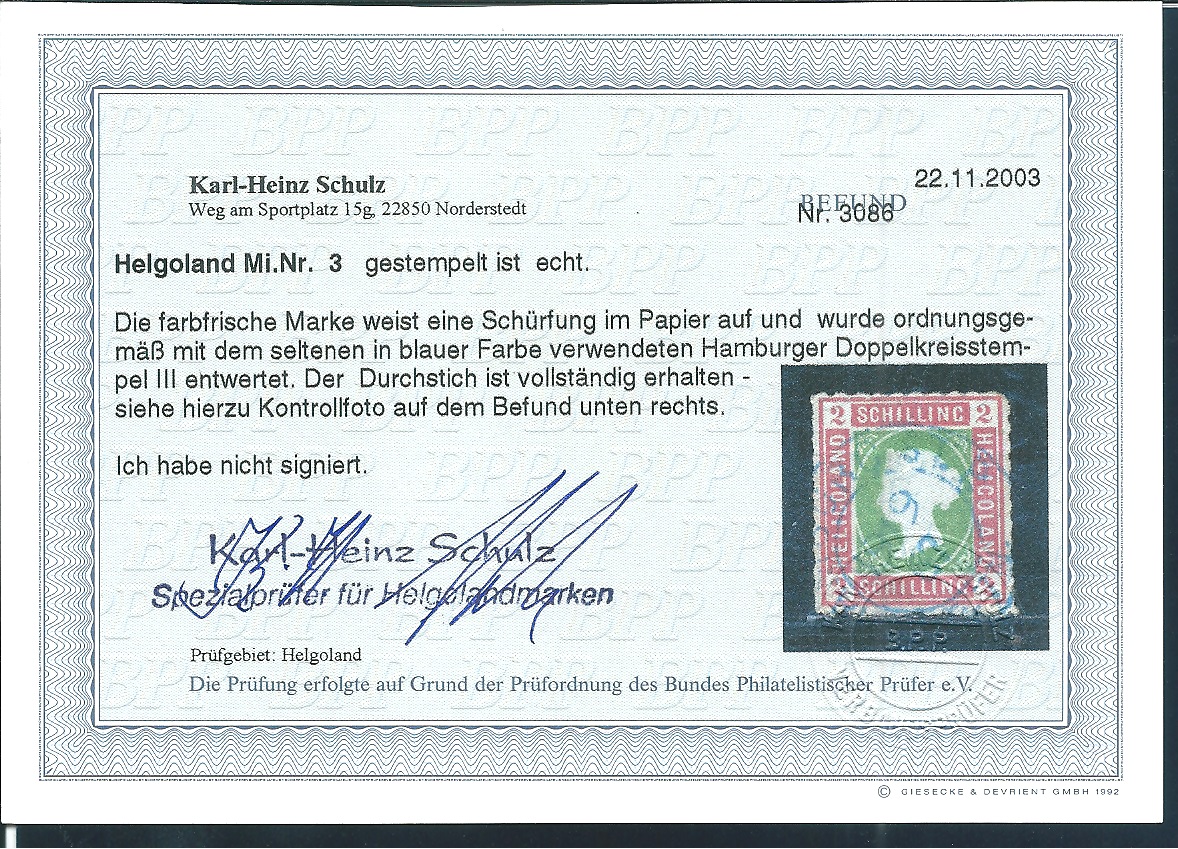 Karl-Heinz Schulz
Weg am Sportplatz 15g, 22850 Norderstedt
22.11.2003
BEFUND
Nr. 3086
Helgoland Mi.Nr. 3 gestempelt ist echt.
Die farbfrische Marke weist eine Schürfung im Papier auf und wurde ordnungsge-
mäß mit dem seltenen in blauer Farbe verwendeten Hamburger Doppelkreisstem-
pel III entwertet. Der Durchstich ist vollständig erhalten -
siehe hierzu Kontrollfoto auf dem Befund unten rechts.
2 SCHILLING 2
HELIGOLAND
HELIGOLAND
SCHILLING
Ich habe nicht signiert.
Karl-Heinz Schulz
Spezialprüfer für Helgolandmarken
B.P.P.
Prüfgebiet: Helgoland
Die Prüfung erfolgte auf Grund der Prüfordnung des Bundes Philatelistischer Prüfer e.V.
VERBANDSPRÜFER
© GIESECKE & DEVRIENT GMBH 1992
BPP